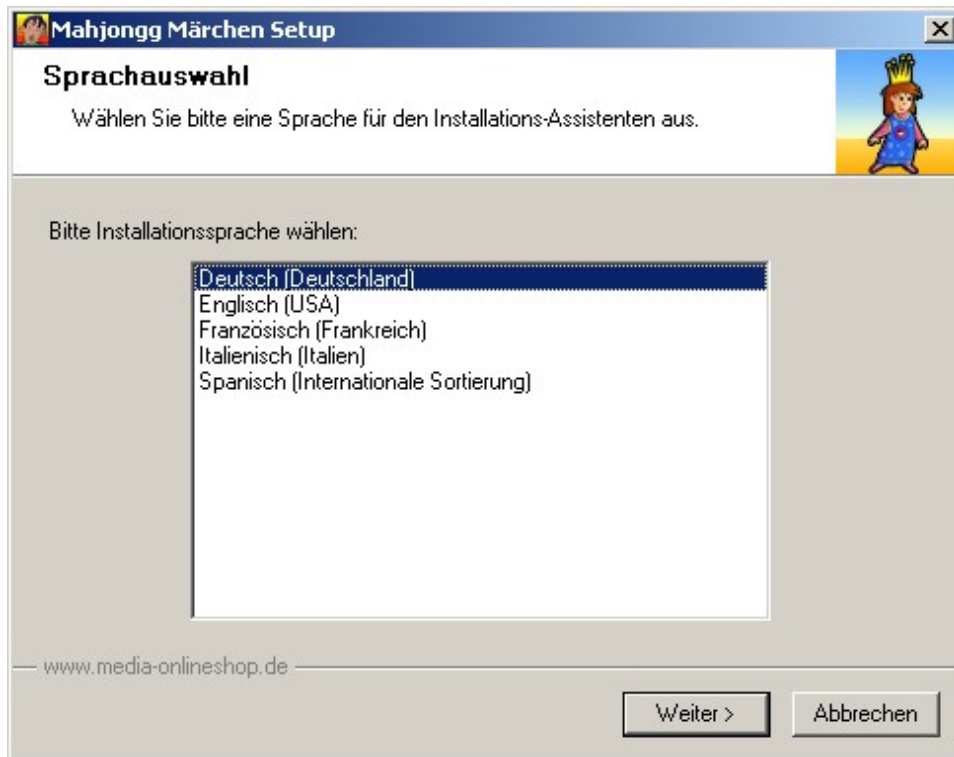 Mahjongg Märchen Setup
Sprachauswahl
Wählen Sie bitte eine Sprache für den Installations-Assistenten aus.
Bitte Installationssprache wählen:
Deutsch (Deutschland)
Englisch (USA)
Französisch (Frankreich)
Italienisch (Italien)
Spanisch (Internationale Sortierung)
www.media-onlineshop.de
Weiter >
Abbrechen